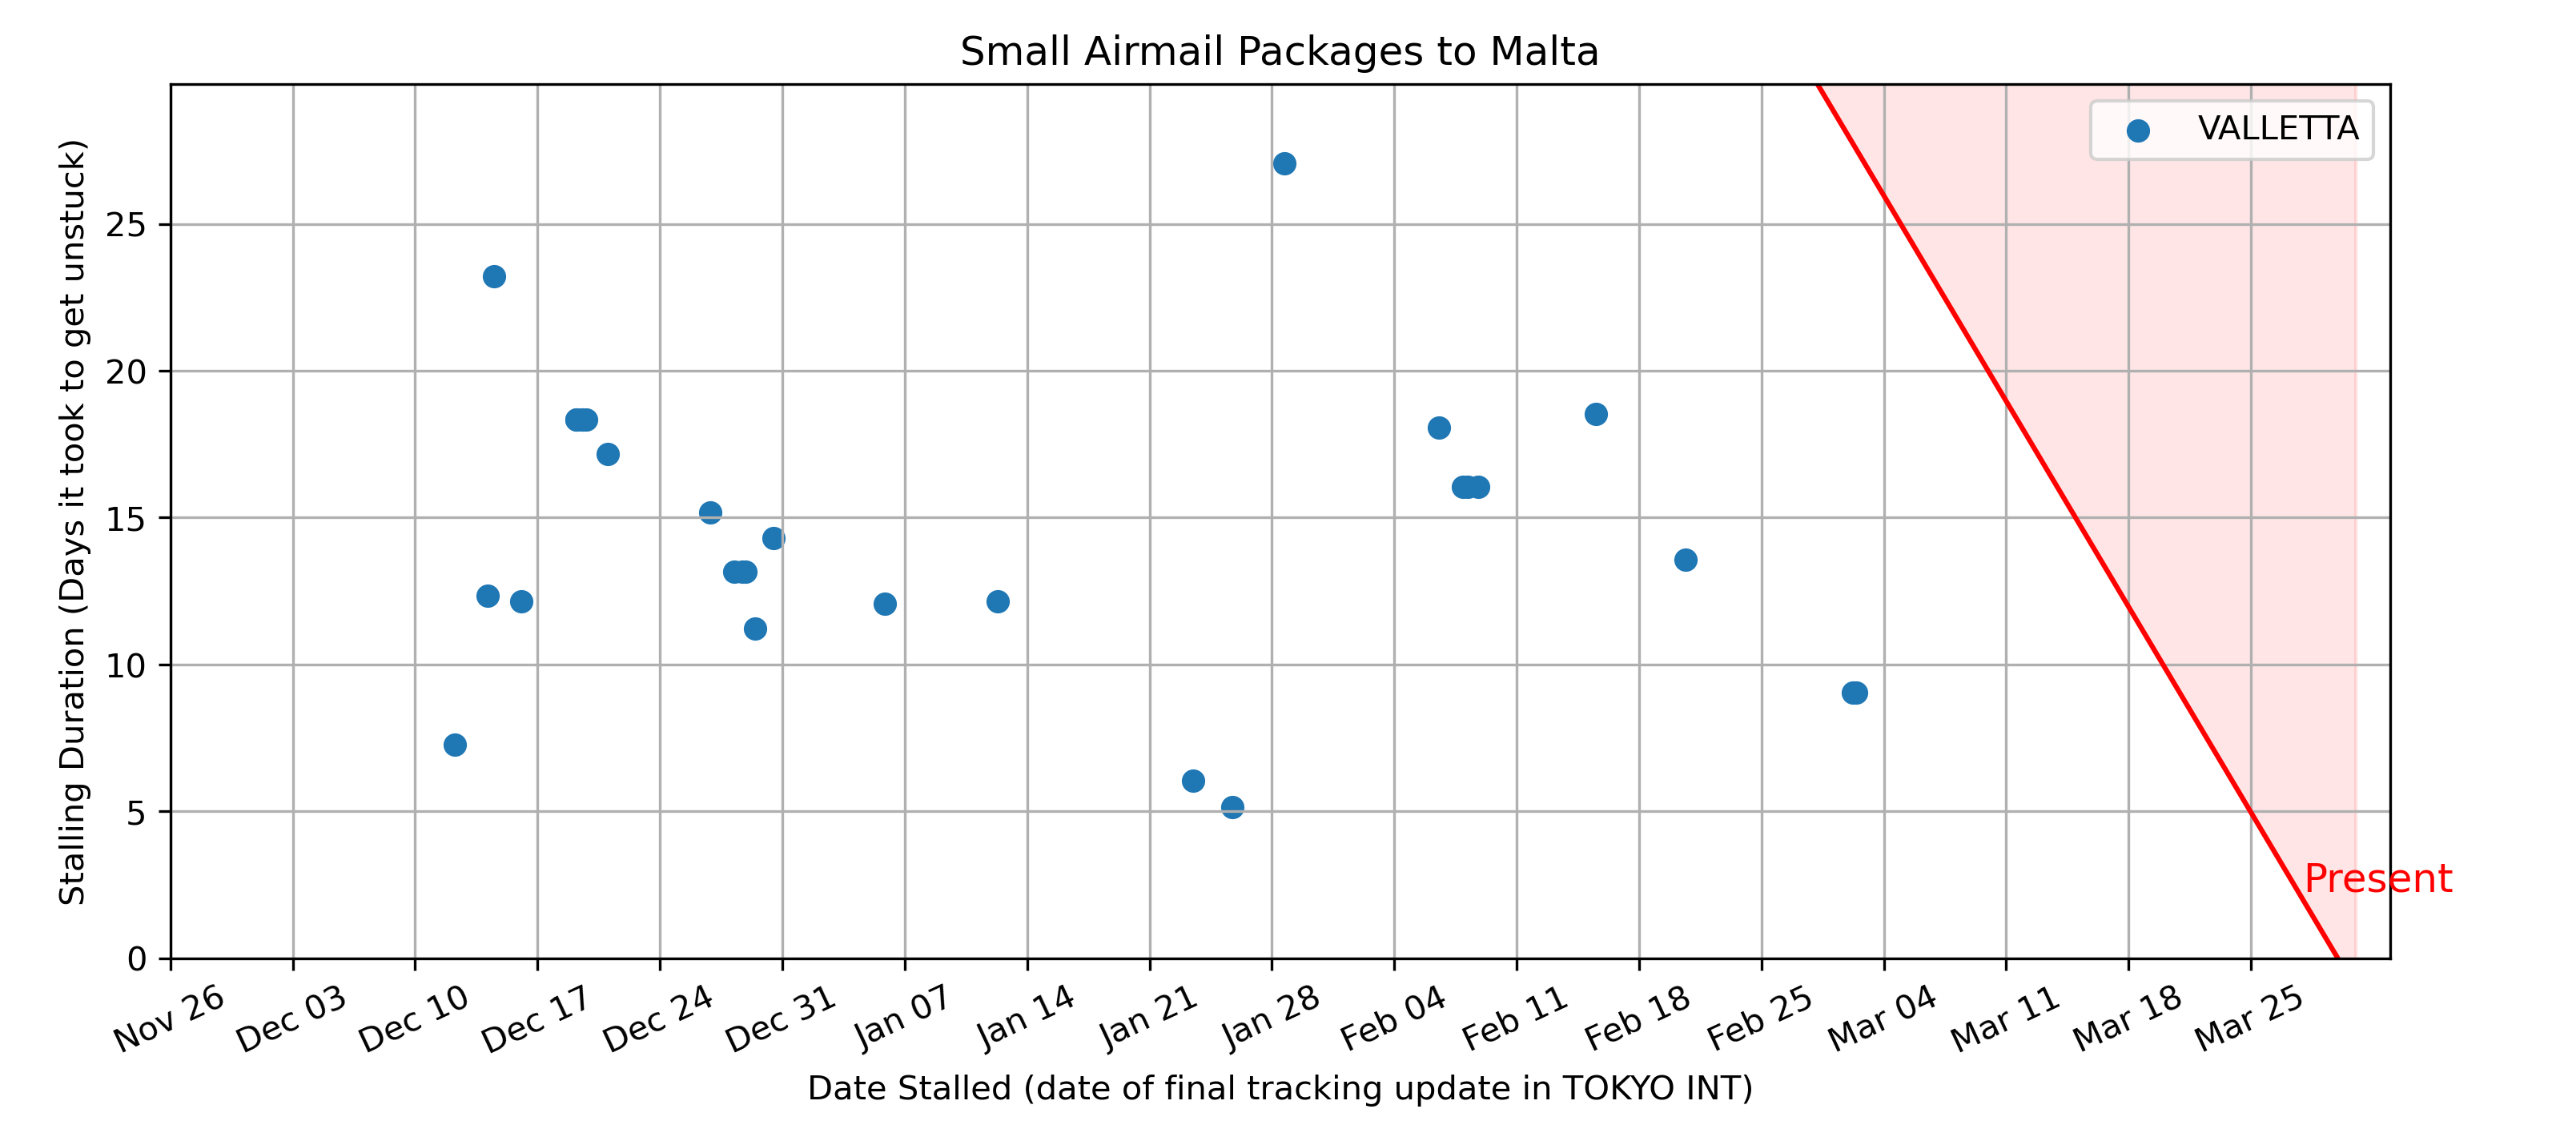 Small Airmail Packages to Malta
VALLETTA
Stalling Duration (Days it took to get unstuck)
25
20
15
10
5
0
Present
Nov 26
Dec 03
Dec 10
Dec 17
Dec 24
Dec 31
Jan 07
Jan 14
Jan 21
Jan 28
Feb 04
Feb 11
Feb 18
Feb 25
Mar 04
Mar 11
Mar 18
Mar 25
Date Stalled (date of final tracking update in TOKYO INT)